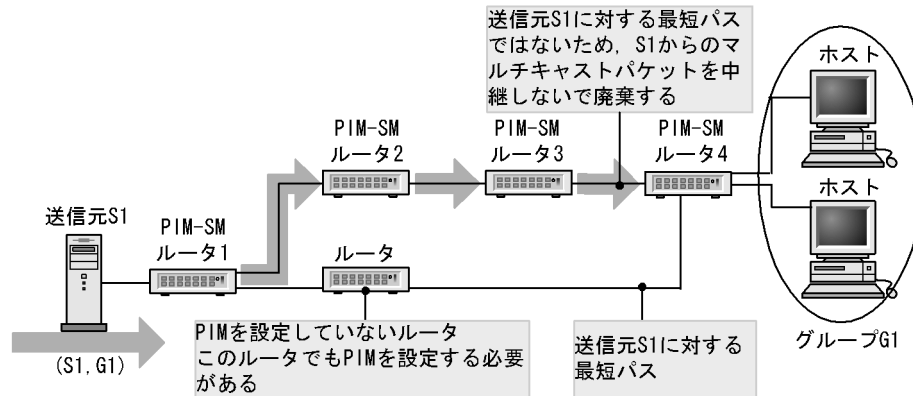 送信元S1に対する最短パス
ではないため，S1からのマ
ルチキャストパケットを中
継しないで廃棄する
ホスト
PIM-SM
ルータ2
PIM-SM
ルータ3
PIM-SM
ルータ4
ホスト
送信元S1
PIM-SM
ルータ1
ルータ
PIMを設定していないルータ
このルータでもPIMを設定する必要
がある
送信元S1に対する
最短パス
グループG1
(S1,G1)